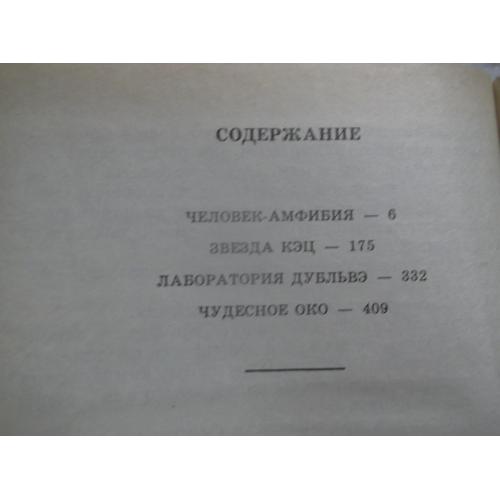 СОДЕРЖАНИЕ
ЧЕЛОВЕК-АМФИБИЯ — 6
ЗВЕЗДА КЭЦ — 175
ЛАБОРАТОРИЯ ДУБЛЬВЭ — 332
ЧУДЕСНОЕ ОКО — 409